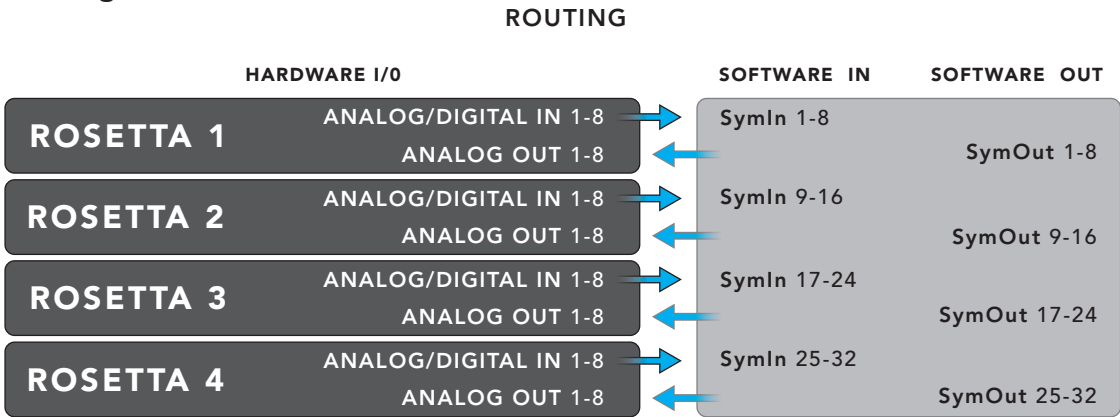 ROUTING
HARDWARE I/0
SOFTWARE IN
SOFTWARE OUT
ROSETTA 1
ANALOG/DIGITAL IN 1-8
SymIn 1-8
ANALOG OUT 1-8
SymOut 1-8
ROSETTA 2
ANALOG/DIGITAL IN 1-8
SymIn 9-16
ANALOG OUT 1-8
SymOut 9-16
ROSETTA 3
ANALOG/DIGITAL IN 1-8
SymIn 17-24
ANALOG OUT 1-8
SymOut 17-24
ROSETTA 4
ANALOG/DIGITAL IN 1-8
SymIn 25-32
ANALOG OUT 1-8
SymOut 25-32